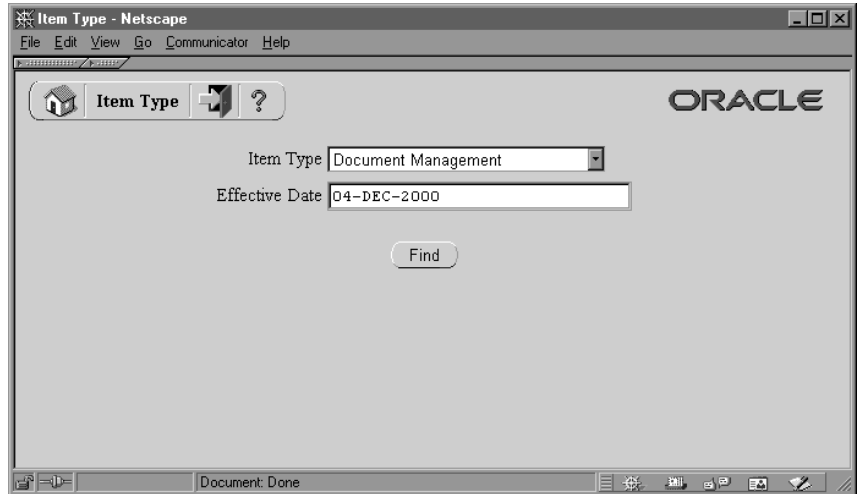 Item Type - Netscape
File Edit View Go Communicator Help
Item Type ?
ORACLE
Item Type Document Management
Effective Date 04-DEC-2000
Find
Document: Done